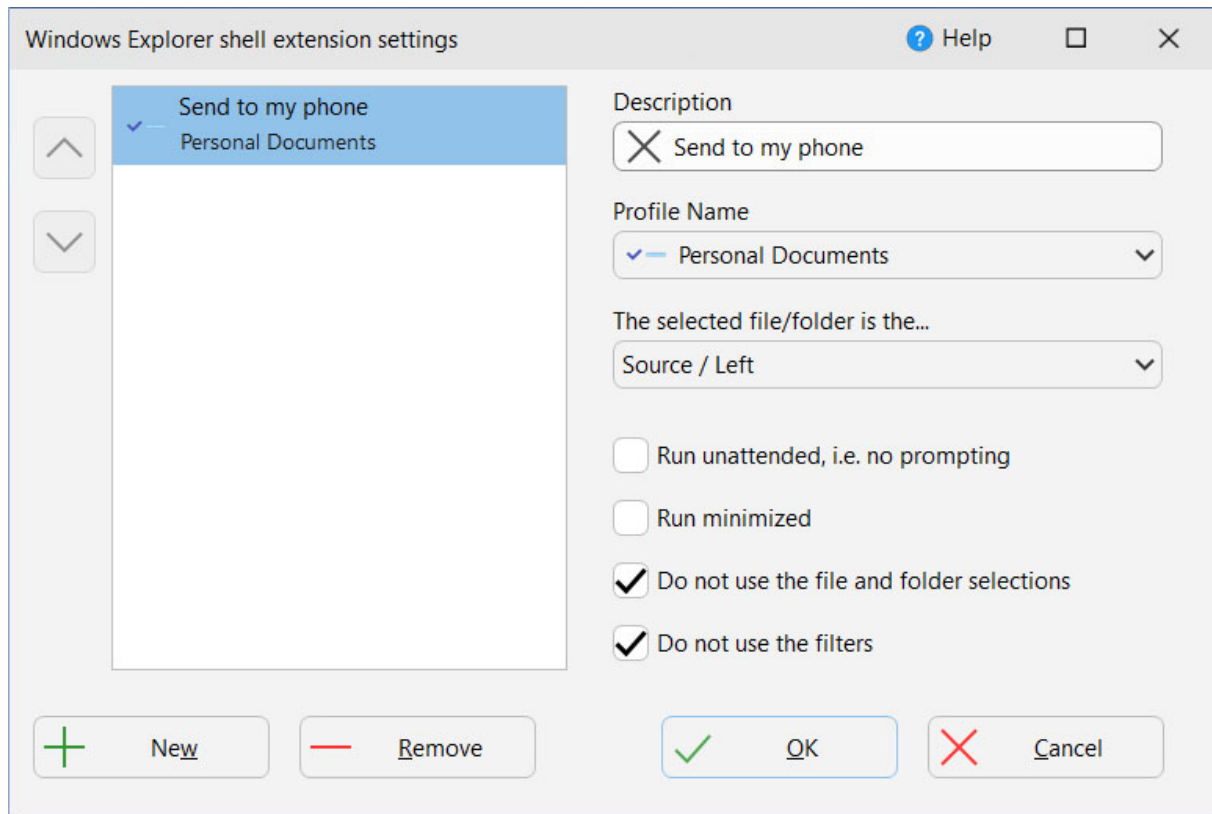 Windows Explorer shell extension settings
? Help
Send to my phone
Personal Documents
Description
Send to my phone
Profile Name
Personal Documents
The selected file/folder is the...
Source / Left
Run unattended, i.e. no prompting
Run minimized
Do not use the file and folder selections
Do not use the filters
New
Remove
OK
Cancel